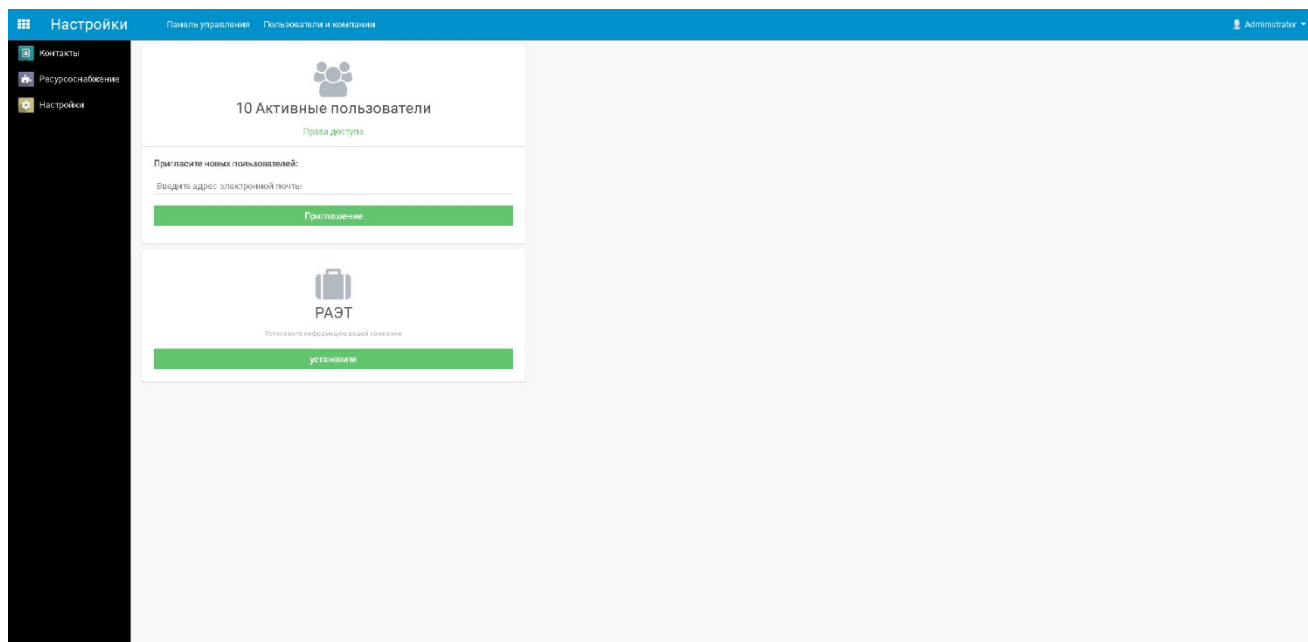 Настройки
Панель управления
Пользователи и компании
Administrator
Контакты
Ресурсоснабжение
Настройки
10 Активные пользователи
Права доступа
Пригласите новых пользователей:
Введите адрес электронной почты
Приглашение
РАЭТ
Установите информацию вашей компании
установите